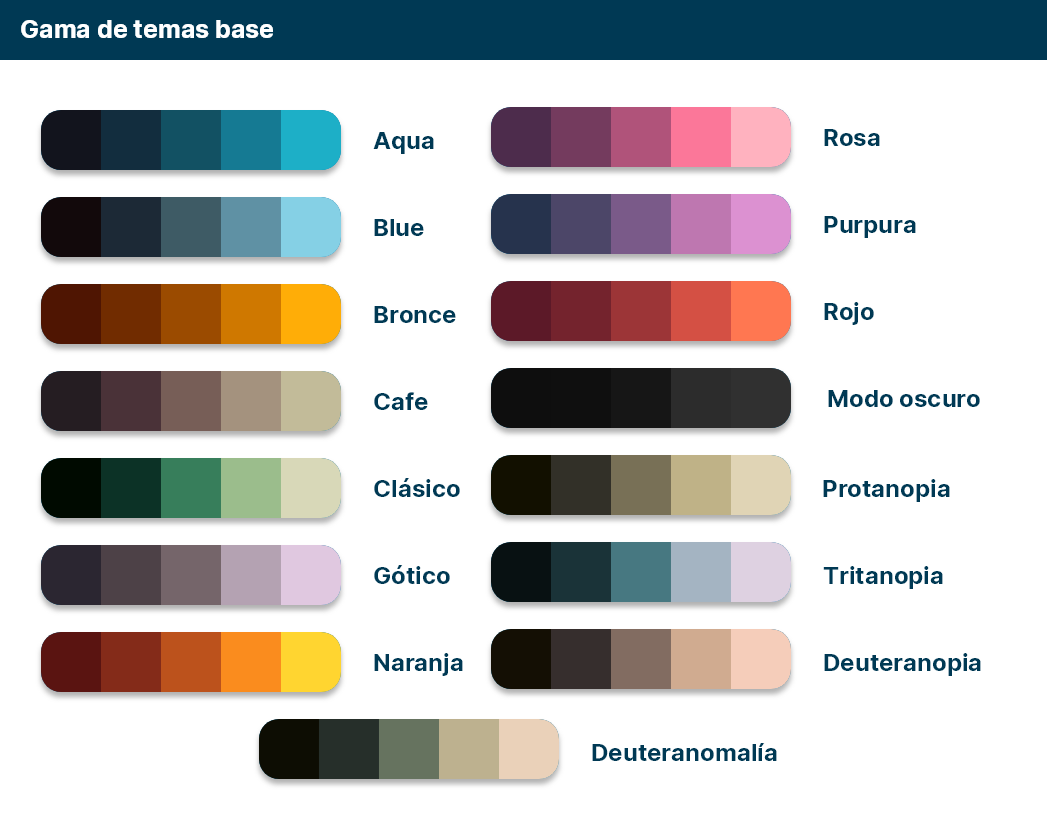 Gama de temas base
Aqua
Rosa
Blue
Purpura
Bronce
Rojo
Cafe
Modo oscuro
Clásico
Protanopia
Gótico
Tritanopia
Naranja
Deuteranopia
Deuteranomalía